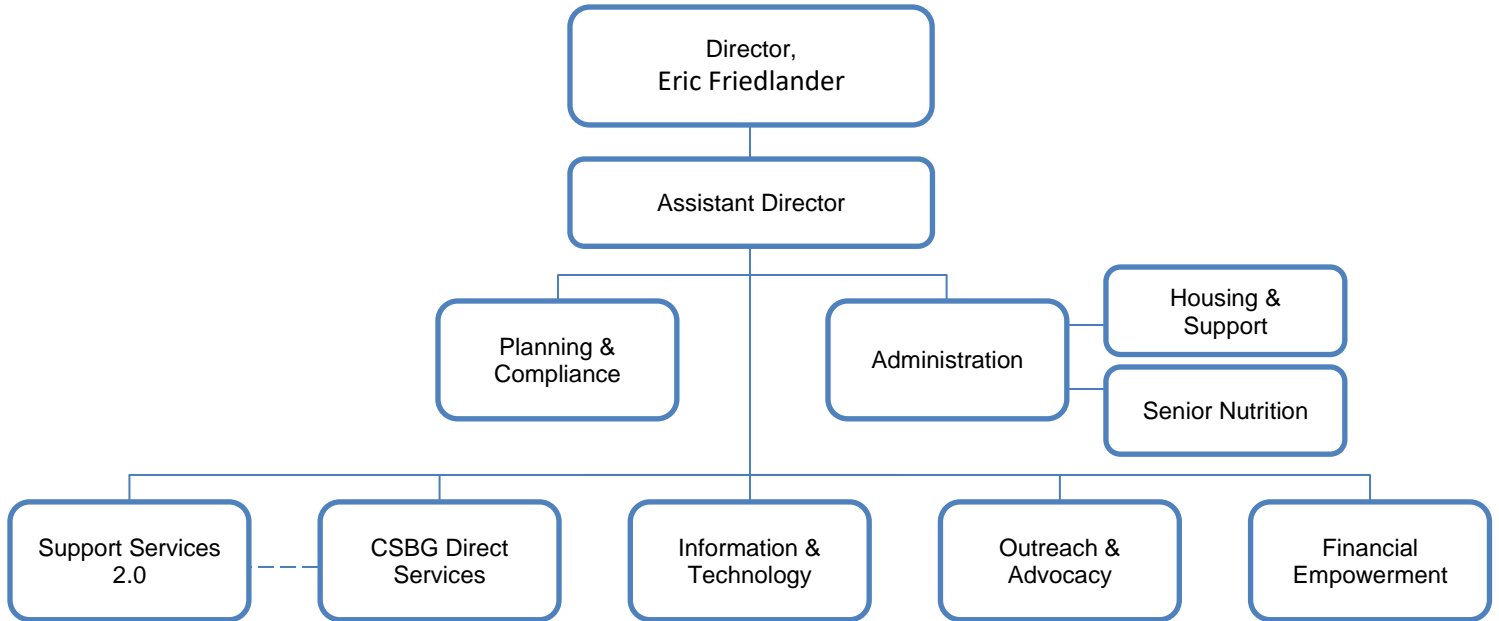 Director,
Eric Friedlander
Assistant Director
Planning &
Compliance
Administration
Housing &
Support
Senior Nutrition
Support Services
2.0
CSBG Direct
Services
Information &
Technology
Outreach &
Advocacy
Financial
Empowerment